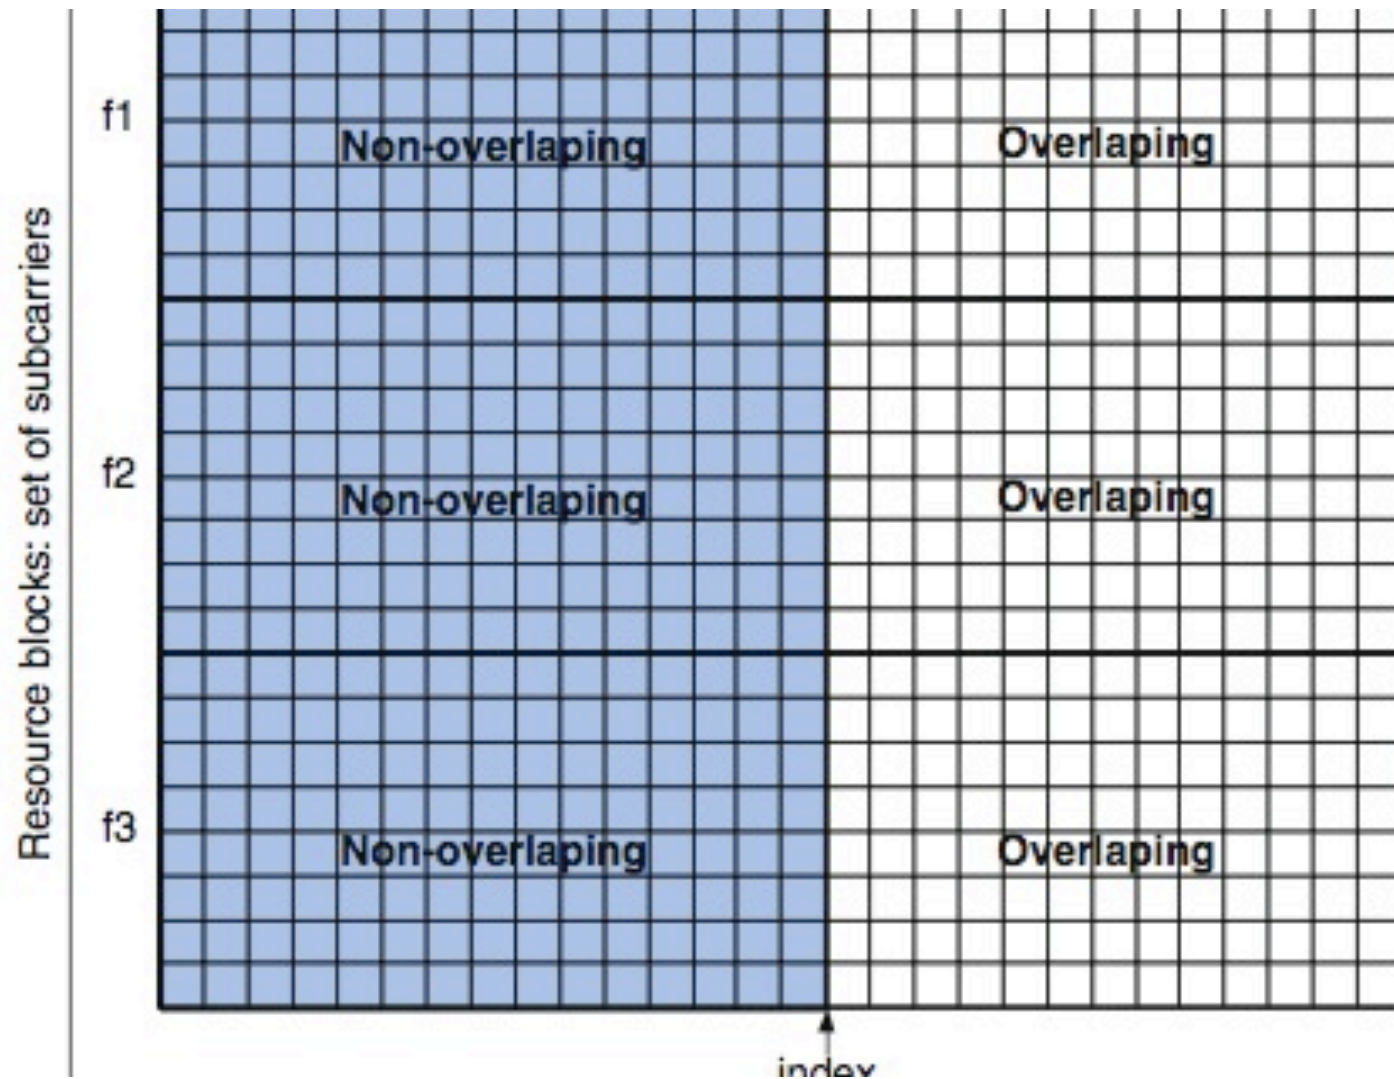 Resource blocks: set of subcarriers
f1
Non-overlaping
Overlaping
f2
Non-overlaping
Overlaping
f3
Non-overlaping
Overlaping
index